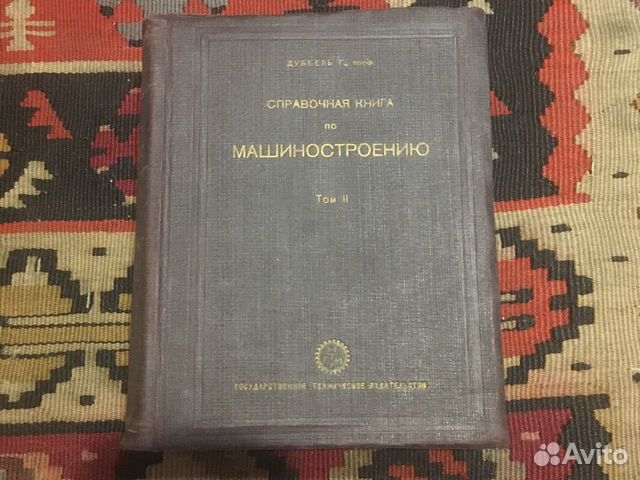 ДУББЕЛЬ Г., проф.
СПРАВОЧНАЯ КНИГА
по
МАШИНОСТРОЕНИЮ
Том II
ГОСУДАРСТВЕННОЕ ТЕХНИЧЕСКОЕ ИЗДАТЕЛЬСТВО
Avito